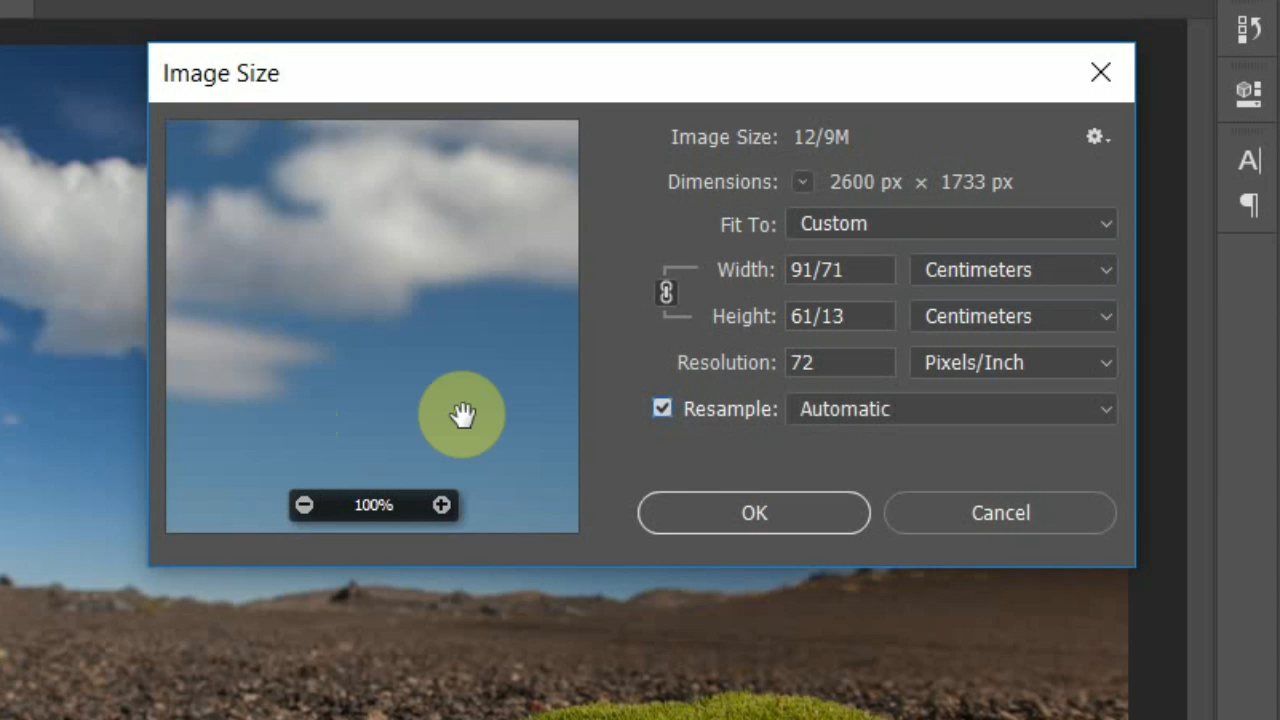 Image Size
Image Size: 12/9M
Dimensions: 2600 px × 1733 px
Fit To: Custom
Width: 91/71 Centimeters
Height: 61/13 Centimeters
Resolution: 72 Pixels/Inch
Resample: Automatic
100%
OK Cancel
A
¶